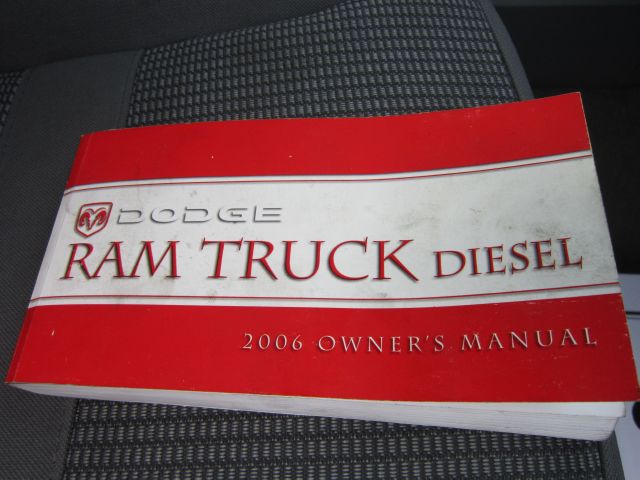 DODGE
RAM TRUCK DIESEL
2006 OWNER'S MANUAL